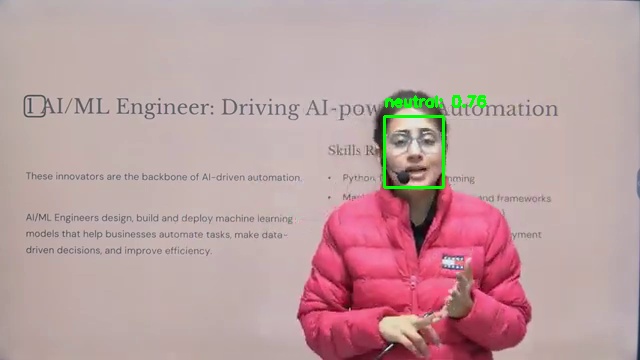 neutral: 0.76
1 AI/ML Engineer: Driving AI-pow utomation
Skills R
These innovators are the backbone of AI-driven automation.
• Python mming
• and frameworks
AI/ML Engineers design, build and deploy machine learning
models that help businesses automate tasks, make data-
driven decisions, and improve efficiency.
yment